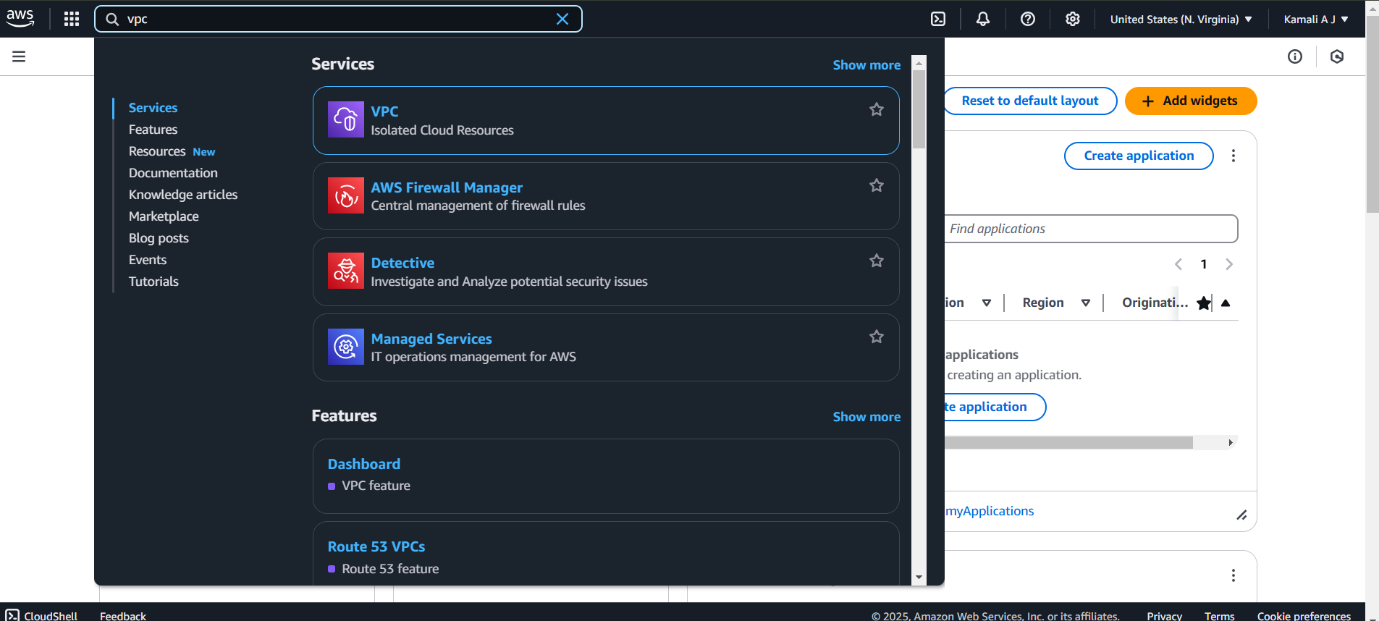 aws
vpc
United States (N. Virginia)
Kamali A J
Services
Features
Resources New
Documentation
Knowledge articles
Marketplace
Blog posts
Events
Tutorials
Services
Show more
VPC
Isolated Cloud Resources
AWS Firewall Manager
Central management of firewall rules
Detective
Investigate and Analyze potential security issues
Managed Services
IT operations management for AWS
Features
Show more
Dashboard
VPC feature
Route 53 VPCs
Route 53 feature
Reset to default layout
+ Add widgets
Create application
Find applications
1
ion
Region
Originati...
applications
creating an application.
te application
myApplications
CloudShell
Feedback
© 2025, Amazon Web Services, Inc. or its affiliates.
Privacy
Terms
Cookie preferences